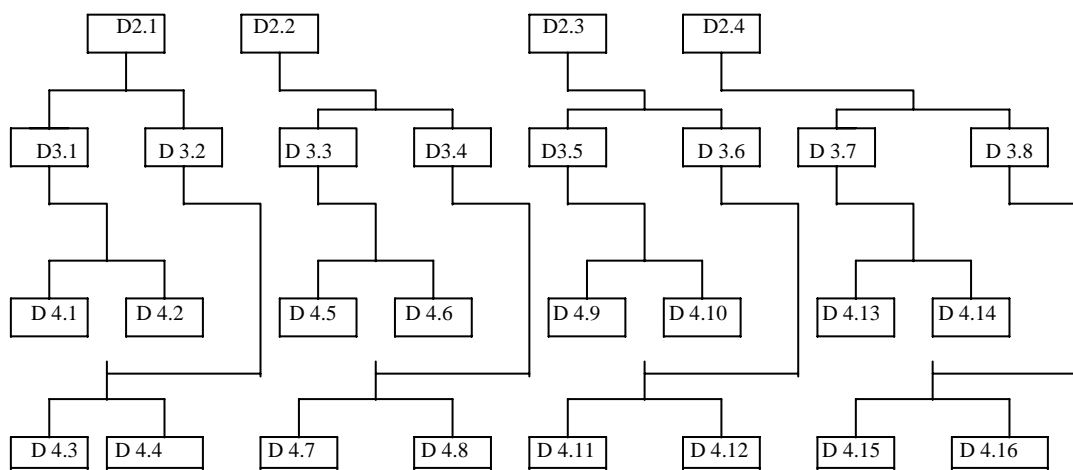 D2.1 D2.2 D2.3 D2.4
D3.1 D 3.2 D 3.3 D3.4 D3.5 D 3.6 D 3.7 D 3.8
D 4.1 D 4.2 D 4.5 D 4.6 D 4.9 D 4.10 D 4.13 D 4.14
D 4.3 D 4.4 D 4.7 D 4.8 D 4.11 D 4.12 D 4.15 D 4.16